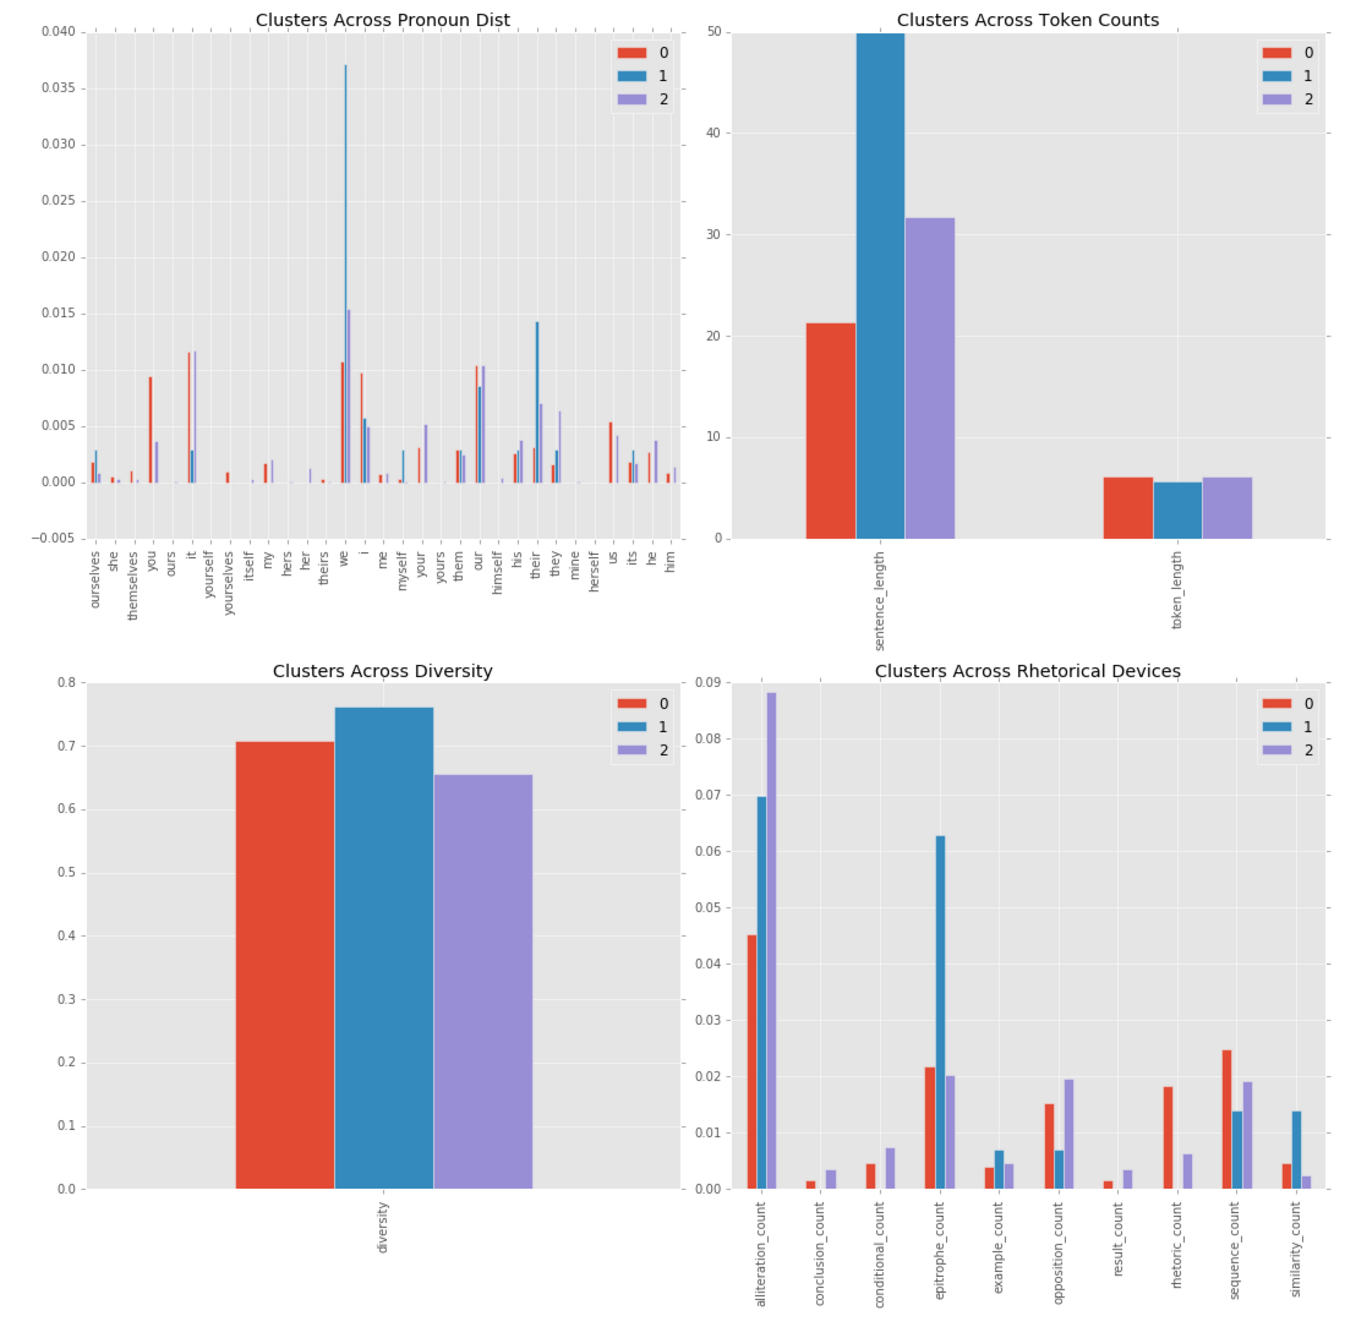 Clusters Across Pronoun Dist
0.040
0.035
0.030
0.025
0.020
0.015
0.010
0.005
0.000
−0.005
0
1
2
ourselves
she
themselves
you
ours
it
yourself
yourselves
itself
my
hers
her
theirs
we
i
me
myself
your
yours
them
our
himself
his
their
they
mine
herself
us
its
he
him
Clusters Across Token Counts
50
40
30
20
10
0
0
1
2
sentence_length
token_length
Clusters Across Diversity
0.8
0.7
0.6
0.5
0.4
0.3
0.2
0.1
0.0
0
1
2
diversity
Clusters Across Rhetorical Devices
0.09
0.08
0.07
0.06
0.05
0.04
0.03
0.02
0.01
0.00
0
1
2
alliteration_count
conclusion_count
conditional_count
epitrophe_count
example_count
opposition_count
result_count
rhetoric_count
sequence_count
similarity_count